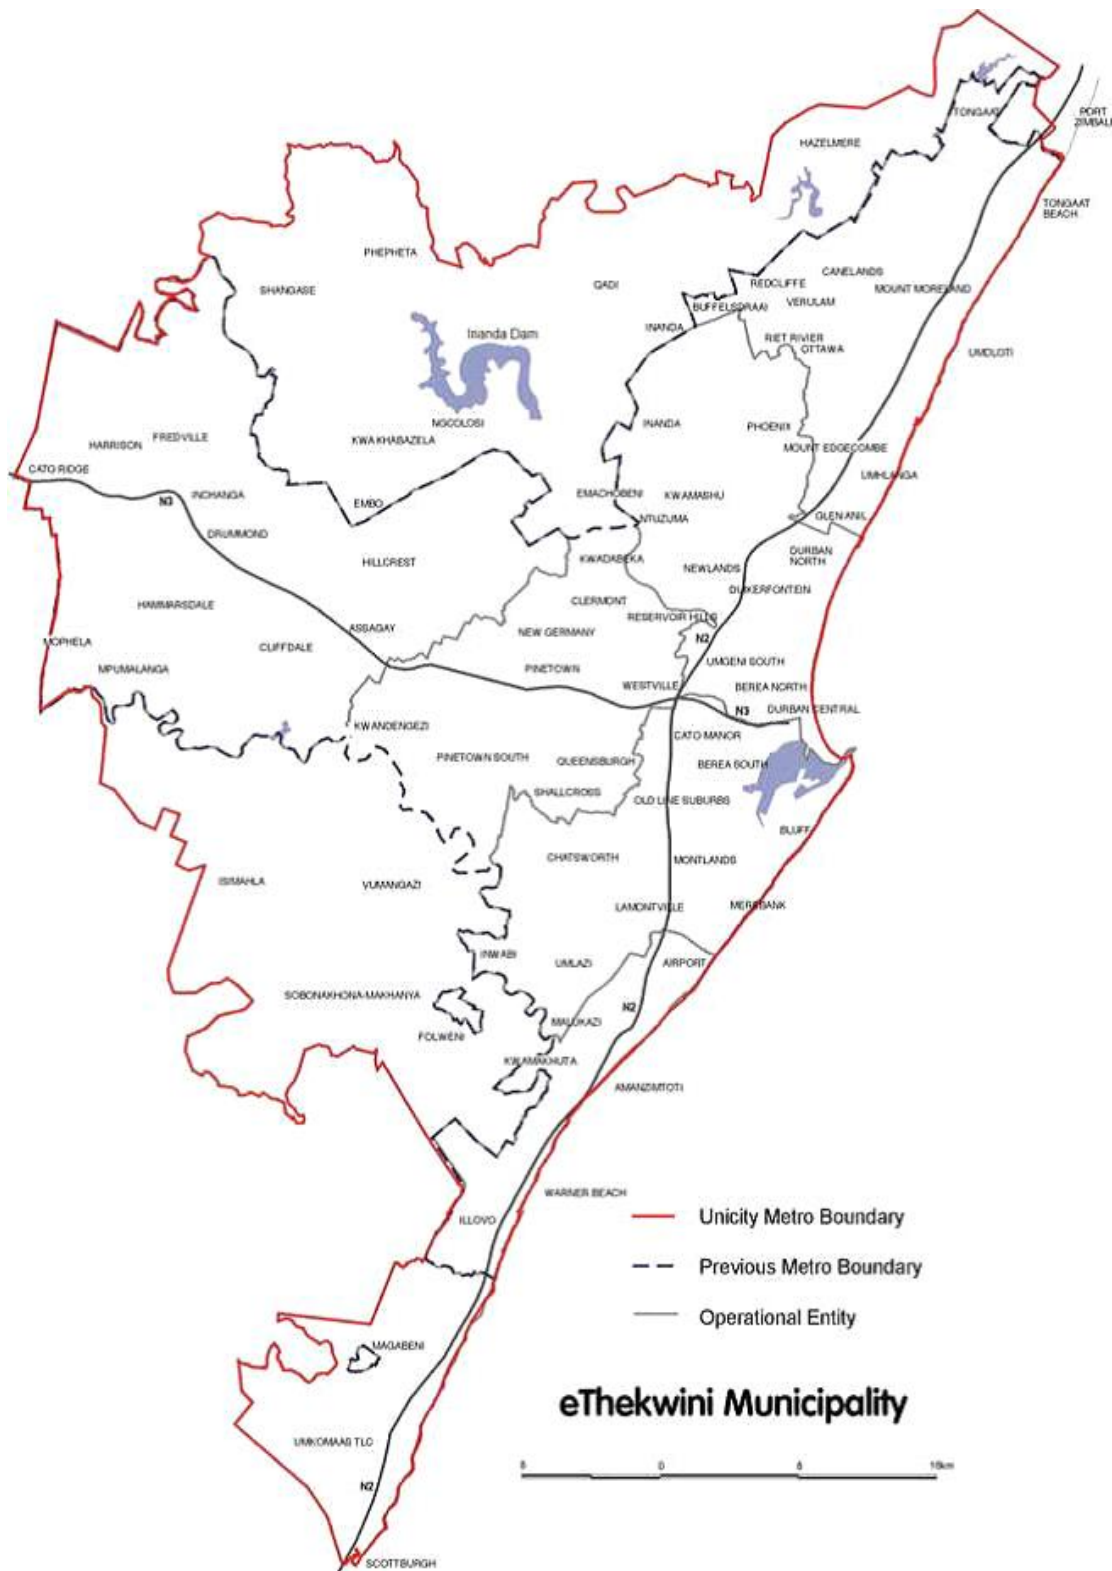 TONGAAT
PORT
ZIMBALI
HAZELMERE
TONGAAT
BEACH
PHEPHETA
SHANGASE
QADI
CANELANDS
REDCLIFFE
MOUNT MORELAND
VERULAM
BUFFELSDRAAI
INANDA
Inanda Dam
RIET RIVIER
OTTAWA
UMDLOTI
NGCOLOSI
INANDA
PHOENIX
FREDVILLE
KWA KHABAZELA
HARRISON
MOUNT EDGECOMBE
CATO RIDGE
UMHLANGA
N3
INCHANGA
EMBO
EMACHOBENI
KWAMASHU
NTUZUMA
GLEN ANIL
DRUMMOND
DURBAN
NORTH
HILLCREST
KWADABEKA
NEWLANDS
DUIKERFONTEIN
HAMMARSDALE
CLERMONT
RESERVOIR HILLS
ASSAGAY
NEW GERMANY
N2
MOPHELA
CLIFFDALE
MPUMALANGA
PINETOWN
UMGENI SOUTH
WESTVILLE
BEREA NORTH
N3
DURBAN CENTRAL
KWANDENGEZI
CATO MANOR
PINETOWN SOUTH
QUEENSBURGH
BEREA SOUTH
SHALLCROSS
OLD LINE SUBURBS
BLUFF
CHATSWORTH
MONTLANDS
ISIMAHLA
VUMANGAZI
LAMONTVILLE
MEREBANK
INWABI
UMLAZI
AIRPORT
SOBONAKHONA-MAKHANYA
N2
FOLWENI
MALUKAZI
KWAMAKHUTA
AMANZIMTOTI
WARNER BEACH
ILLOVO
Unicity Metro Boundary
Previous Metro Boundary
Operational Entity
MAGABENI
eThekwini Municipality
UMKOMAAS TLC
N2
SCOTTBURGH